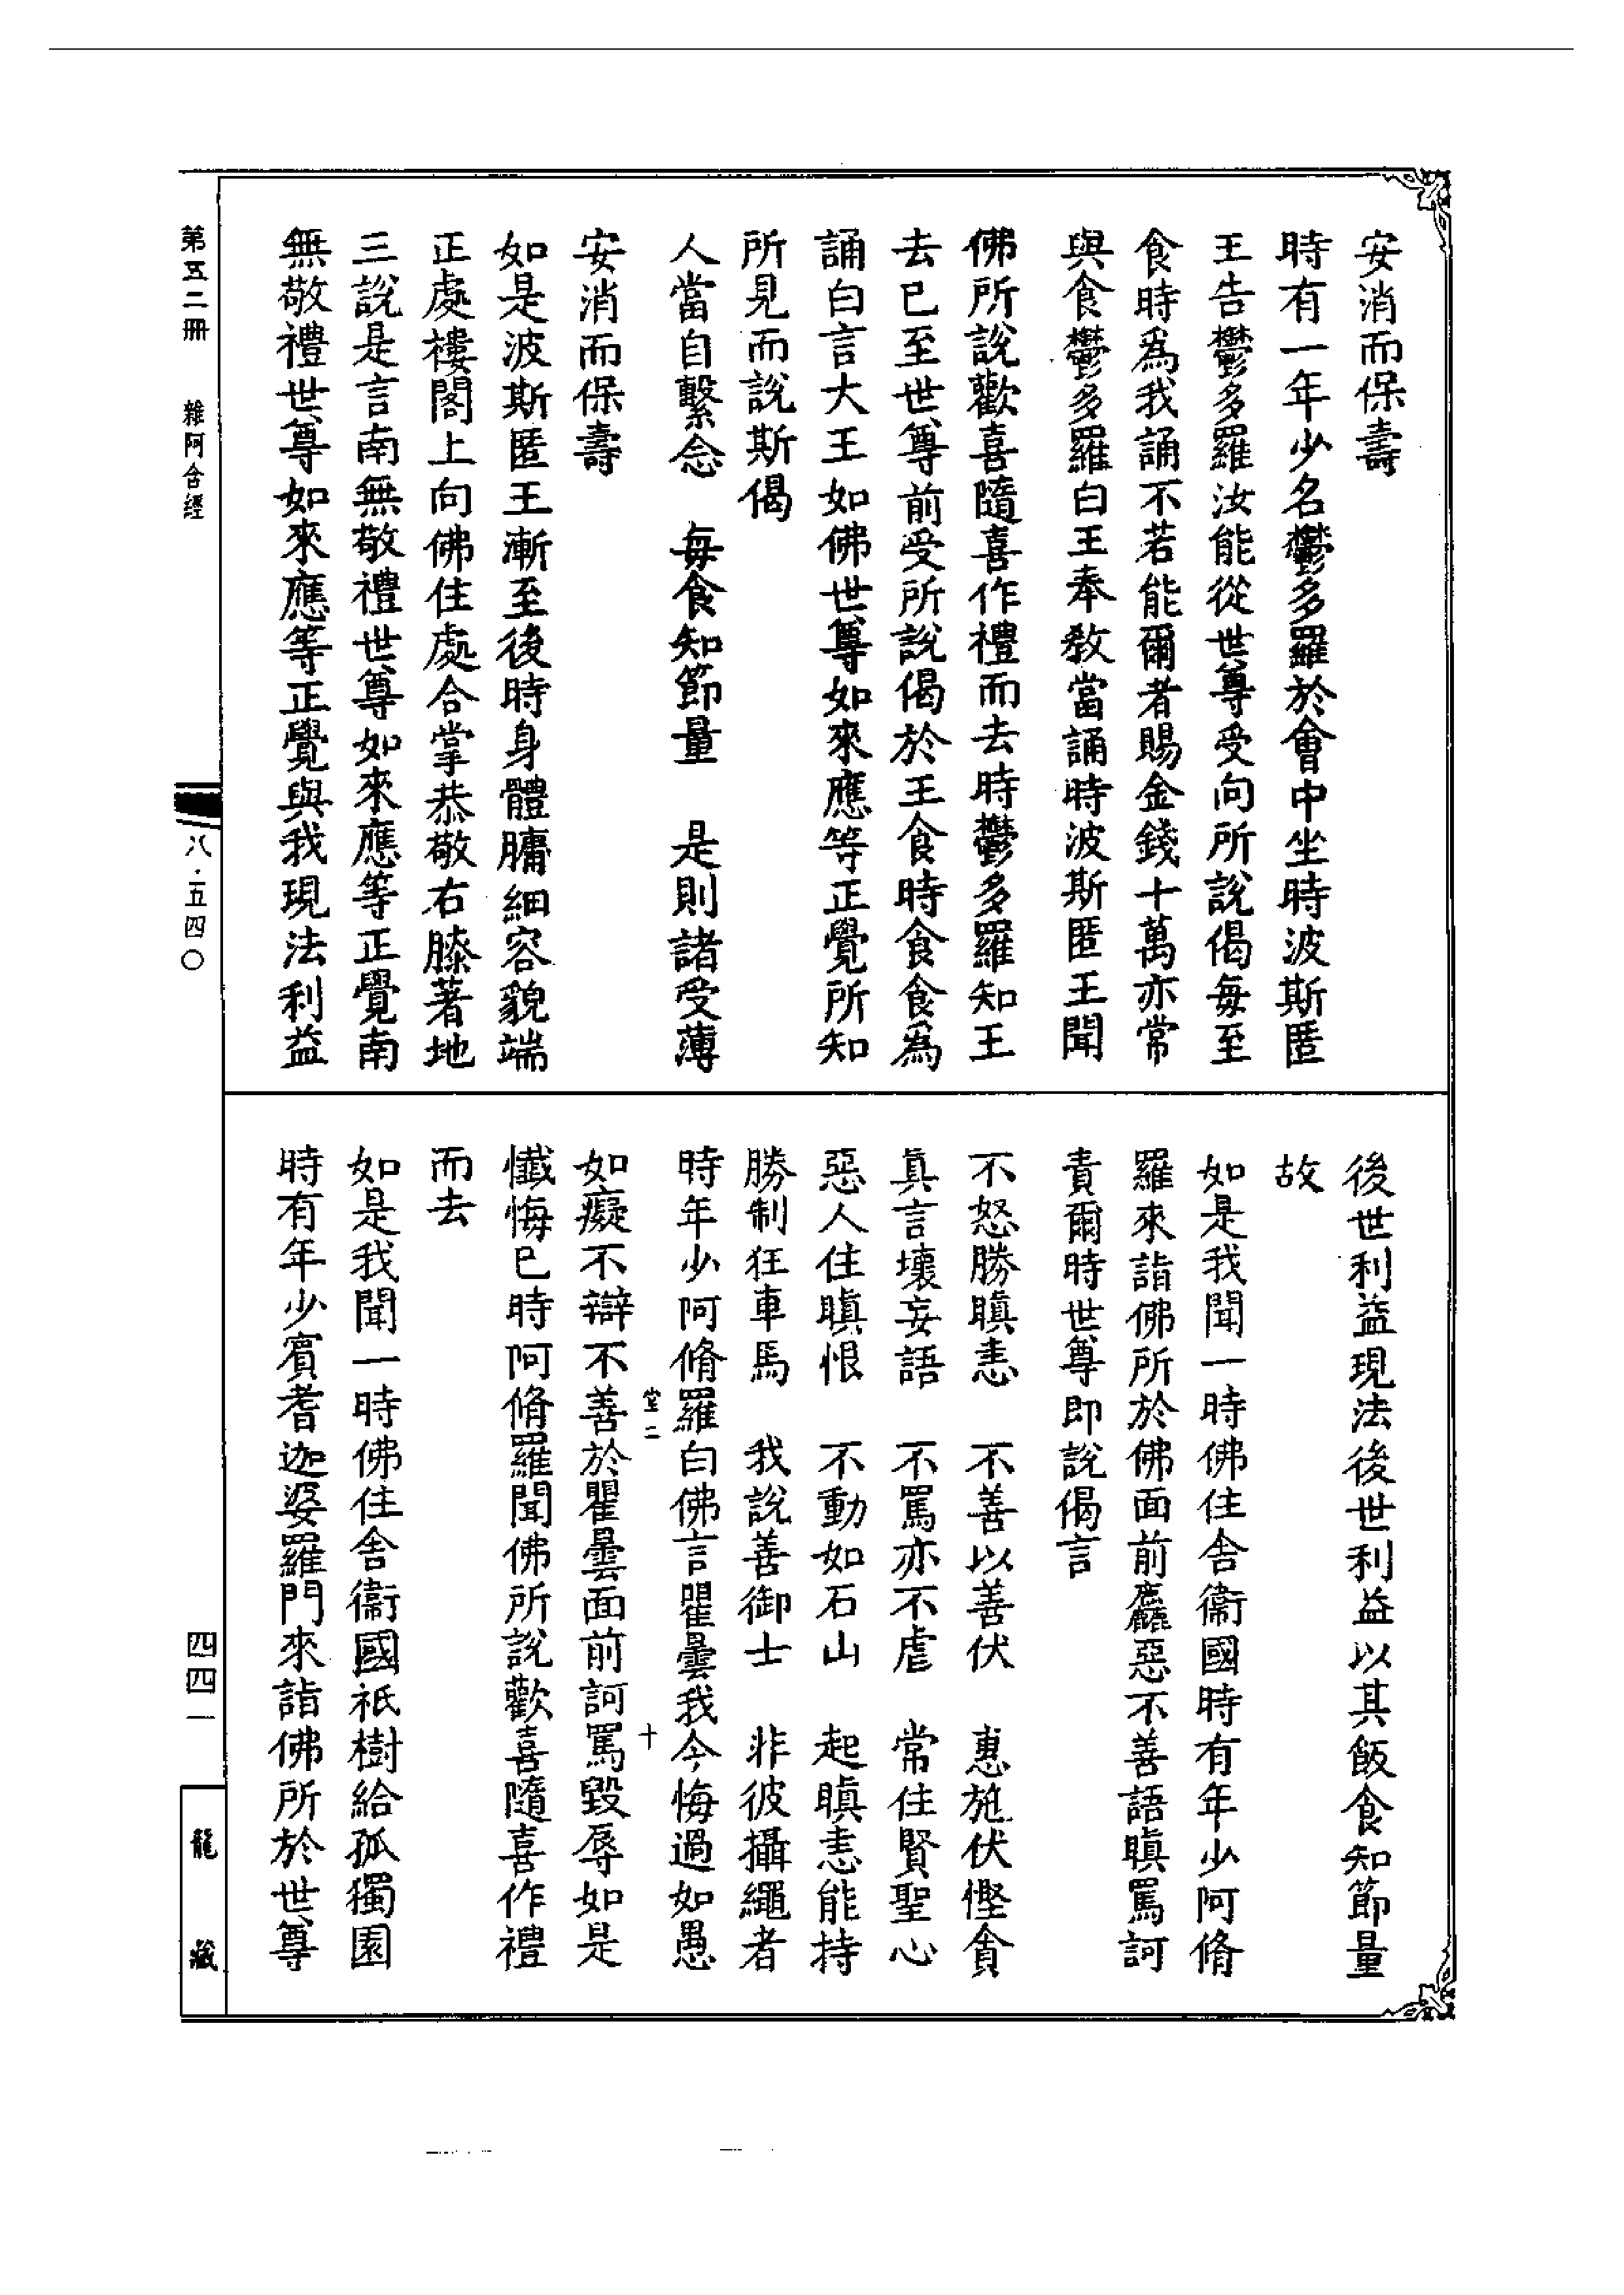 安消而保壽
時有一年少名鬱多羅於會中坐時波斯匿
王告鬱多羅汝能從世尊受向所說偈每至
食時爲我誦不若能爾者賜金錢十萬亦常
與食鬱多羅白王奉教當誦時波斯匿王聞
佛所說歡喜隨喜作禮而去時鬱多羅知王
去已至世尊前受所說偈於王食時食食爲
誦白言大王如佛世尊如來應等正覺所知
所見而說斯偈
人當自繫念　每食知節量　是則諸受薄
安消而保壽
如是波斯匿王漸至後時身體𦟛細容貌端
正處樓閣上向佛住處合掌恭敬右膝著地
三說是言南無敬禮世尊如來應等正覺南
無敬禮世尊如來應等正覺與我現法利益
後世利益現法後世利益以其飯食知節量
故
如是我聞一時佛住舍衞國時有年少阿脩
羅來詣佛所於佛面前麤惡不善語瞋罵訶
責爾時世尊即說偈言
不怒勝瞋恚　不善以善伏　惠施伏慳貪
真言壞妄語　不罵亦不虐　常住賢聖心
惡人住瞋恨　不動如石山　起瞋恚能持
勝制狂車馬　我說善御士　非彼攝繩者
時年少阿脩羅白佛言瞿曇我今悔過如愚
堂二　十
如癡不辯不善於瞿曇面前訶罵毀辱如是
懺悔已時阿脩羅聞佛所說歡喜隨喜作禮
而去
如是我聞一時佛住舍衞國祇樹給孤獨園
時有年少賓耆迦婆羅門來詣佛所於世尊
第五二冊　雜阿含經　八·五四〇　四四一　龍藏